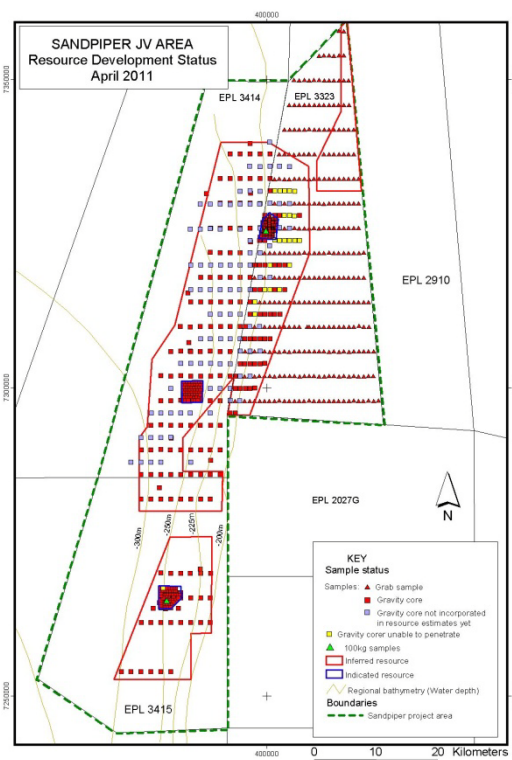 400000
SANDPIPER JV AREA
Resource Development Status
April 2011
7350000
EPL 3414
EPL 3323
EPL 2910
7300000
EPL 2027G
N
-300m
-250m
-225m
-200m
KEY
Sample status
Samples:
Grab sample
Gravity core
Gravity core not incorporated
in resource estimates yet
Gravity corer unable to penetrate
100kg samples
Inferred resource
Indicated resource
Regional bathymetry (Water depth)
Boundaries
Sandpiper project area
7250000
EPL 3415
400000
0 10 20 Kilometers